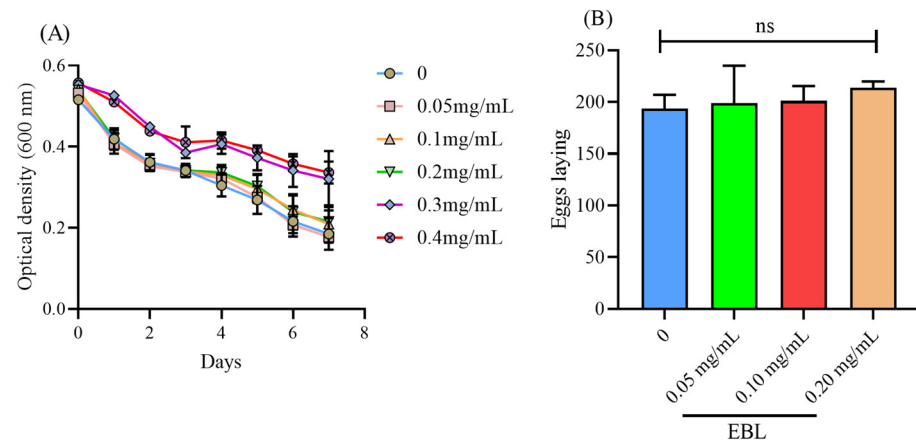 (A)
0.6
0.4
0.2
0.0
0
2
4
6
8
Optical density (600 nm)
Days
0
0.05mg/mL
0.1mg/mL
0.2mg/mL
0.3mg/mL
0.4mg/mL
(B)
ns
250
200
150
200
50
0
Eggs laying
0
0.05 mg/mL
0.10 mg/mL
0.20 mg/mL
EBL